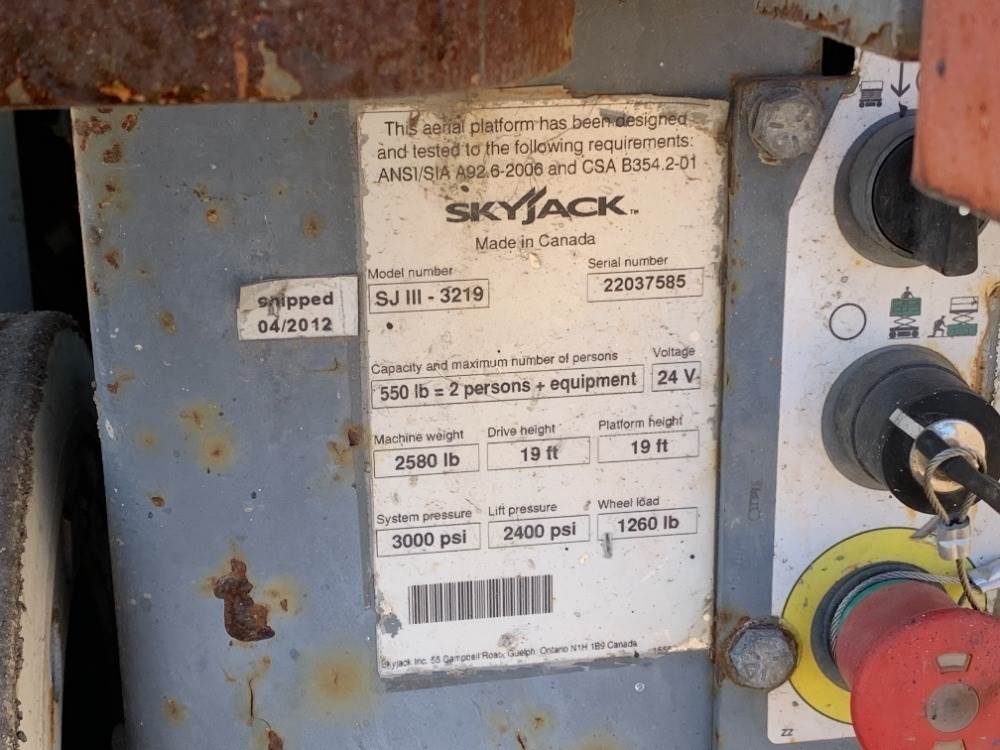 This aerial platform has been designed
and tested to the following requirements:
ANSI/SIA A92.6-2006 and CSA B354.2-01
SKYJACK™
Made in Canada
Model number
SJ III - 3219
Serial number
22037585
shipped
04/2012
Capacity and maximum number of persons
550 lb = 2 persons + equipment
Voltage
24 V
Machine weight
2580 lb
Drive height
19 ft
Platform height
19 ft
System pressure
3000 psi
Lift pressure
2400 psi
Wheel load
1260 lb
Skyjack Inc. 55 Campbell Road, Guelph, Ontario N1H 1B9 Canada
ZZ